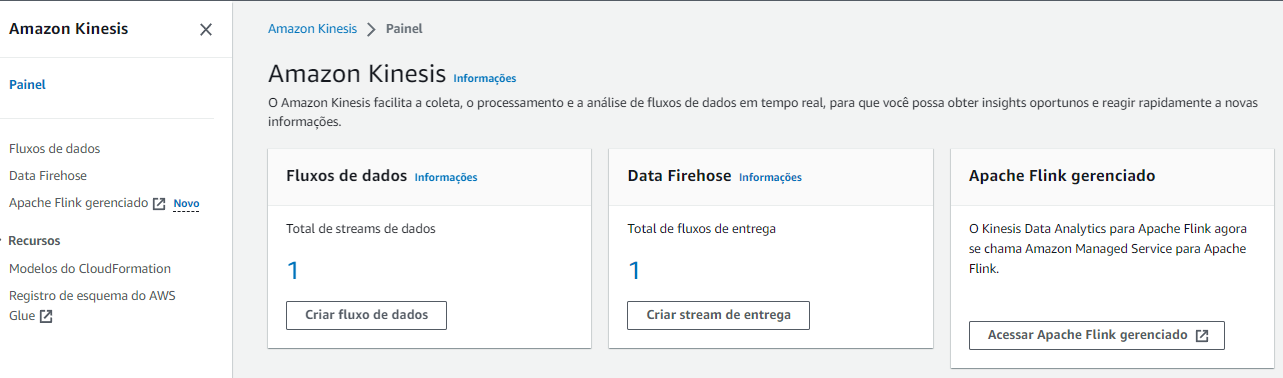 Amazon Kinesis
Painel
Fluxos de dados
Data Firehose
Apache Flink gerenciado Novo
Recursos
Modelos do CloudFormation
Registro de esquema do AWS
Glue
Amazon Kinesis Painel
Amazon Kinesis Informações
O Amazon Kinesis facilita a coleta, o processamento e a análise de fluxos de dados em tempo real, para que você possa obter insights oportunos e reagir rapidamente a novas
informações.
Fluxos de dados Informações
Total de streams de dados
1
Criar fluxo de dados
Data Firehose Informações
Total de fluxos de entrega
1
Criar stream de entrega
Apache Flink gerenciado
O Kinesis Data Analytics para Apache Flink agora
se chama Amazon Managed Service para Apache
Flink.
Acessar Apache Flink gerenciado